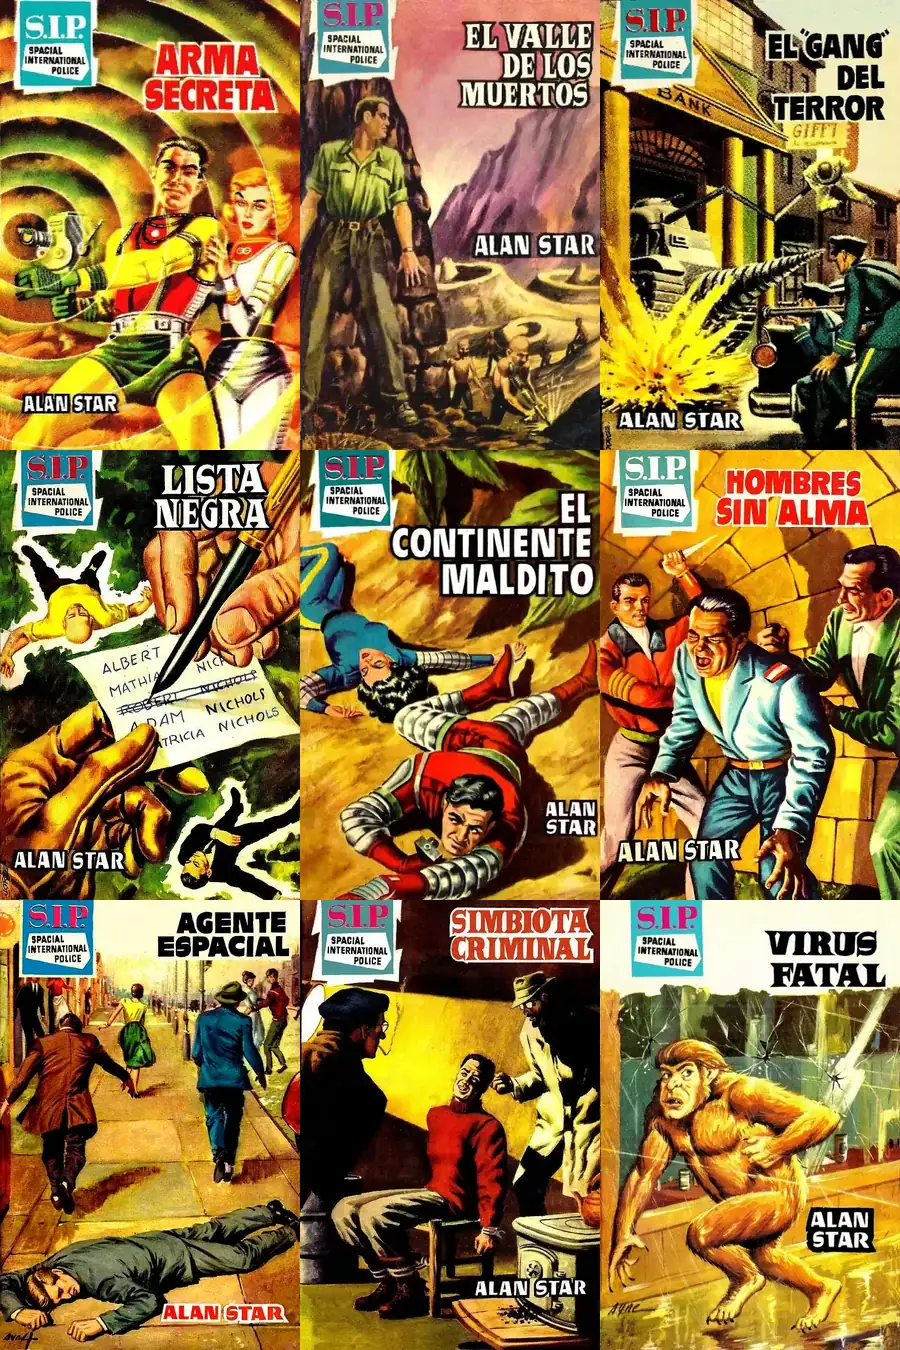 S.I.P.
SPACIAL
INTERNATIONAL
POLICE
ARMA
SECRETA
ALAN STAR
S.I.P.
SPACIAL
INTERNATIONAL
POLICE
EL VALLE
DE LOS
MUERTOS
ALAN STAR
S.I.P.
SPACIAL
INTERNATIONAL
POLICE
EL "GANG"
DEL
TERROR
BANK
ALAN STAR
S.I.P.
SPACIAL
INTERNATIONAL
POLICE
LISTA
NEGRA
ALBERT
ROBERT NICHOLS
ADAM NICHOLS
ATRICIA NICHOLS
ALAN STAR
S.I.P.
SPACIAL
INTERNATIONAL
POLICE
EL
CONTINENTE
MALDITO
ALAN
STAR
S.I.P.
SPACIAL
INTERNATIONAL
POLICE
HOMBRES
SIN ALMA
ALAN STAR
S.I.P.
SPACIAL
INTERNATIONAL
POLICE
AGENTE
ESPACIAL
ALAN STAR
S.I.P.
SPACIAL
INTERNATIONAL
POLICE
SIMBIOTA
CRIMINAL
ALAN STAR
S.I.P.
SPACIAL
INTERNATIONAL
POLICE
VIRUS
FATAL
ALAN
STAR